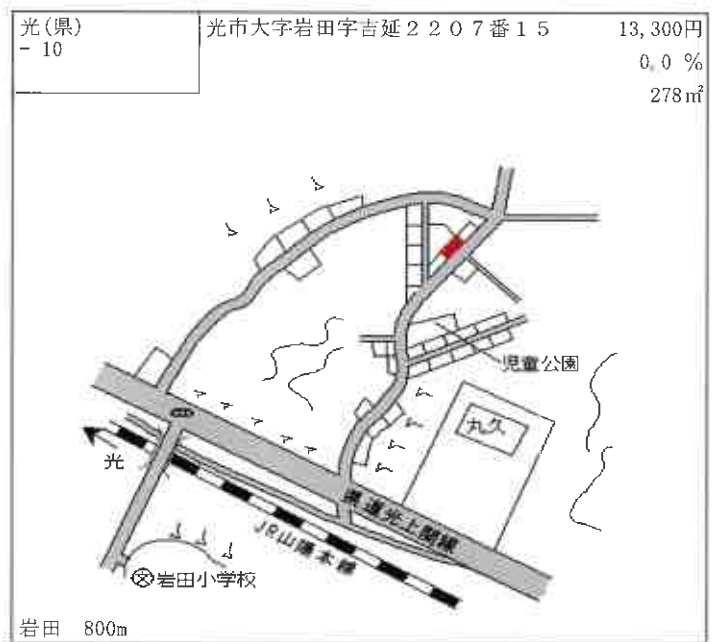 光(県)
- 10
光市大字岩田字吉延2207番15
13,300円
0.0 %
278㎡
児童公園
丸久
光
県道光上関線
JR山陽本線
岩田小学校
岩田 800m